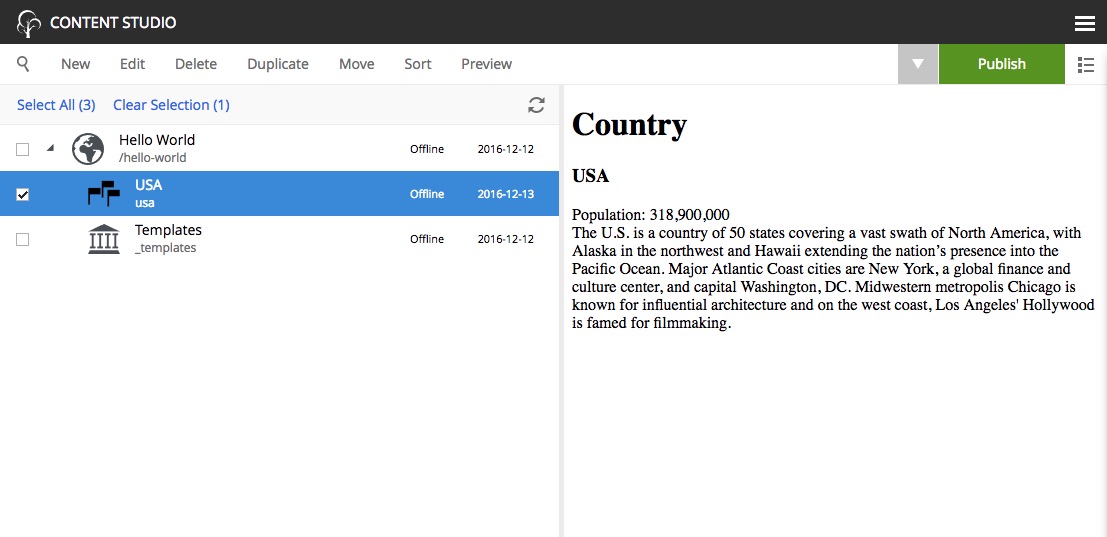 CONTENT STUDIO
New Edit Delete Duplicate Move Sort Preview Publish
Select All (3) Clear Selection (1)
Hello World
/hello-world
Offline 2016-12-12
USA
usa
Offline 2016-12-13
Templates
_templates
Offline 2016-12-12
Country
USA
Population: 318,900,000
The U.S. is a country of 50 states covering a vast swath of North America, with
Alaska in the northwest and Hawaii extending the nation’s presence into the
Pacific Ocean. Major Atlantic Coast cities are New York, a global finance and
culture center, and capital Washington, DC. Midwestern metropolis Chicago is
known for influential architecture and on the west coast, Los Angeles' Hollywood
is famed for filmmaking.